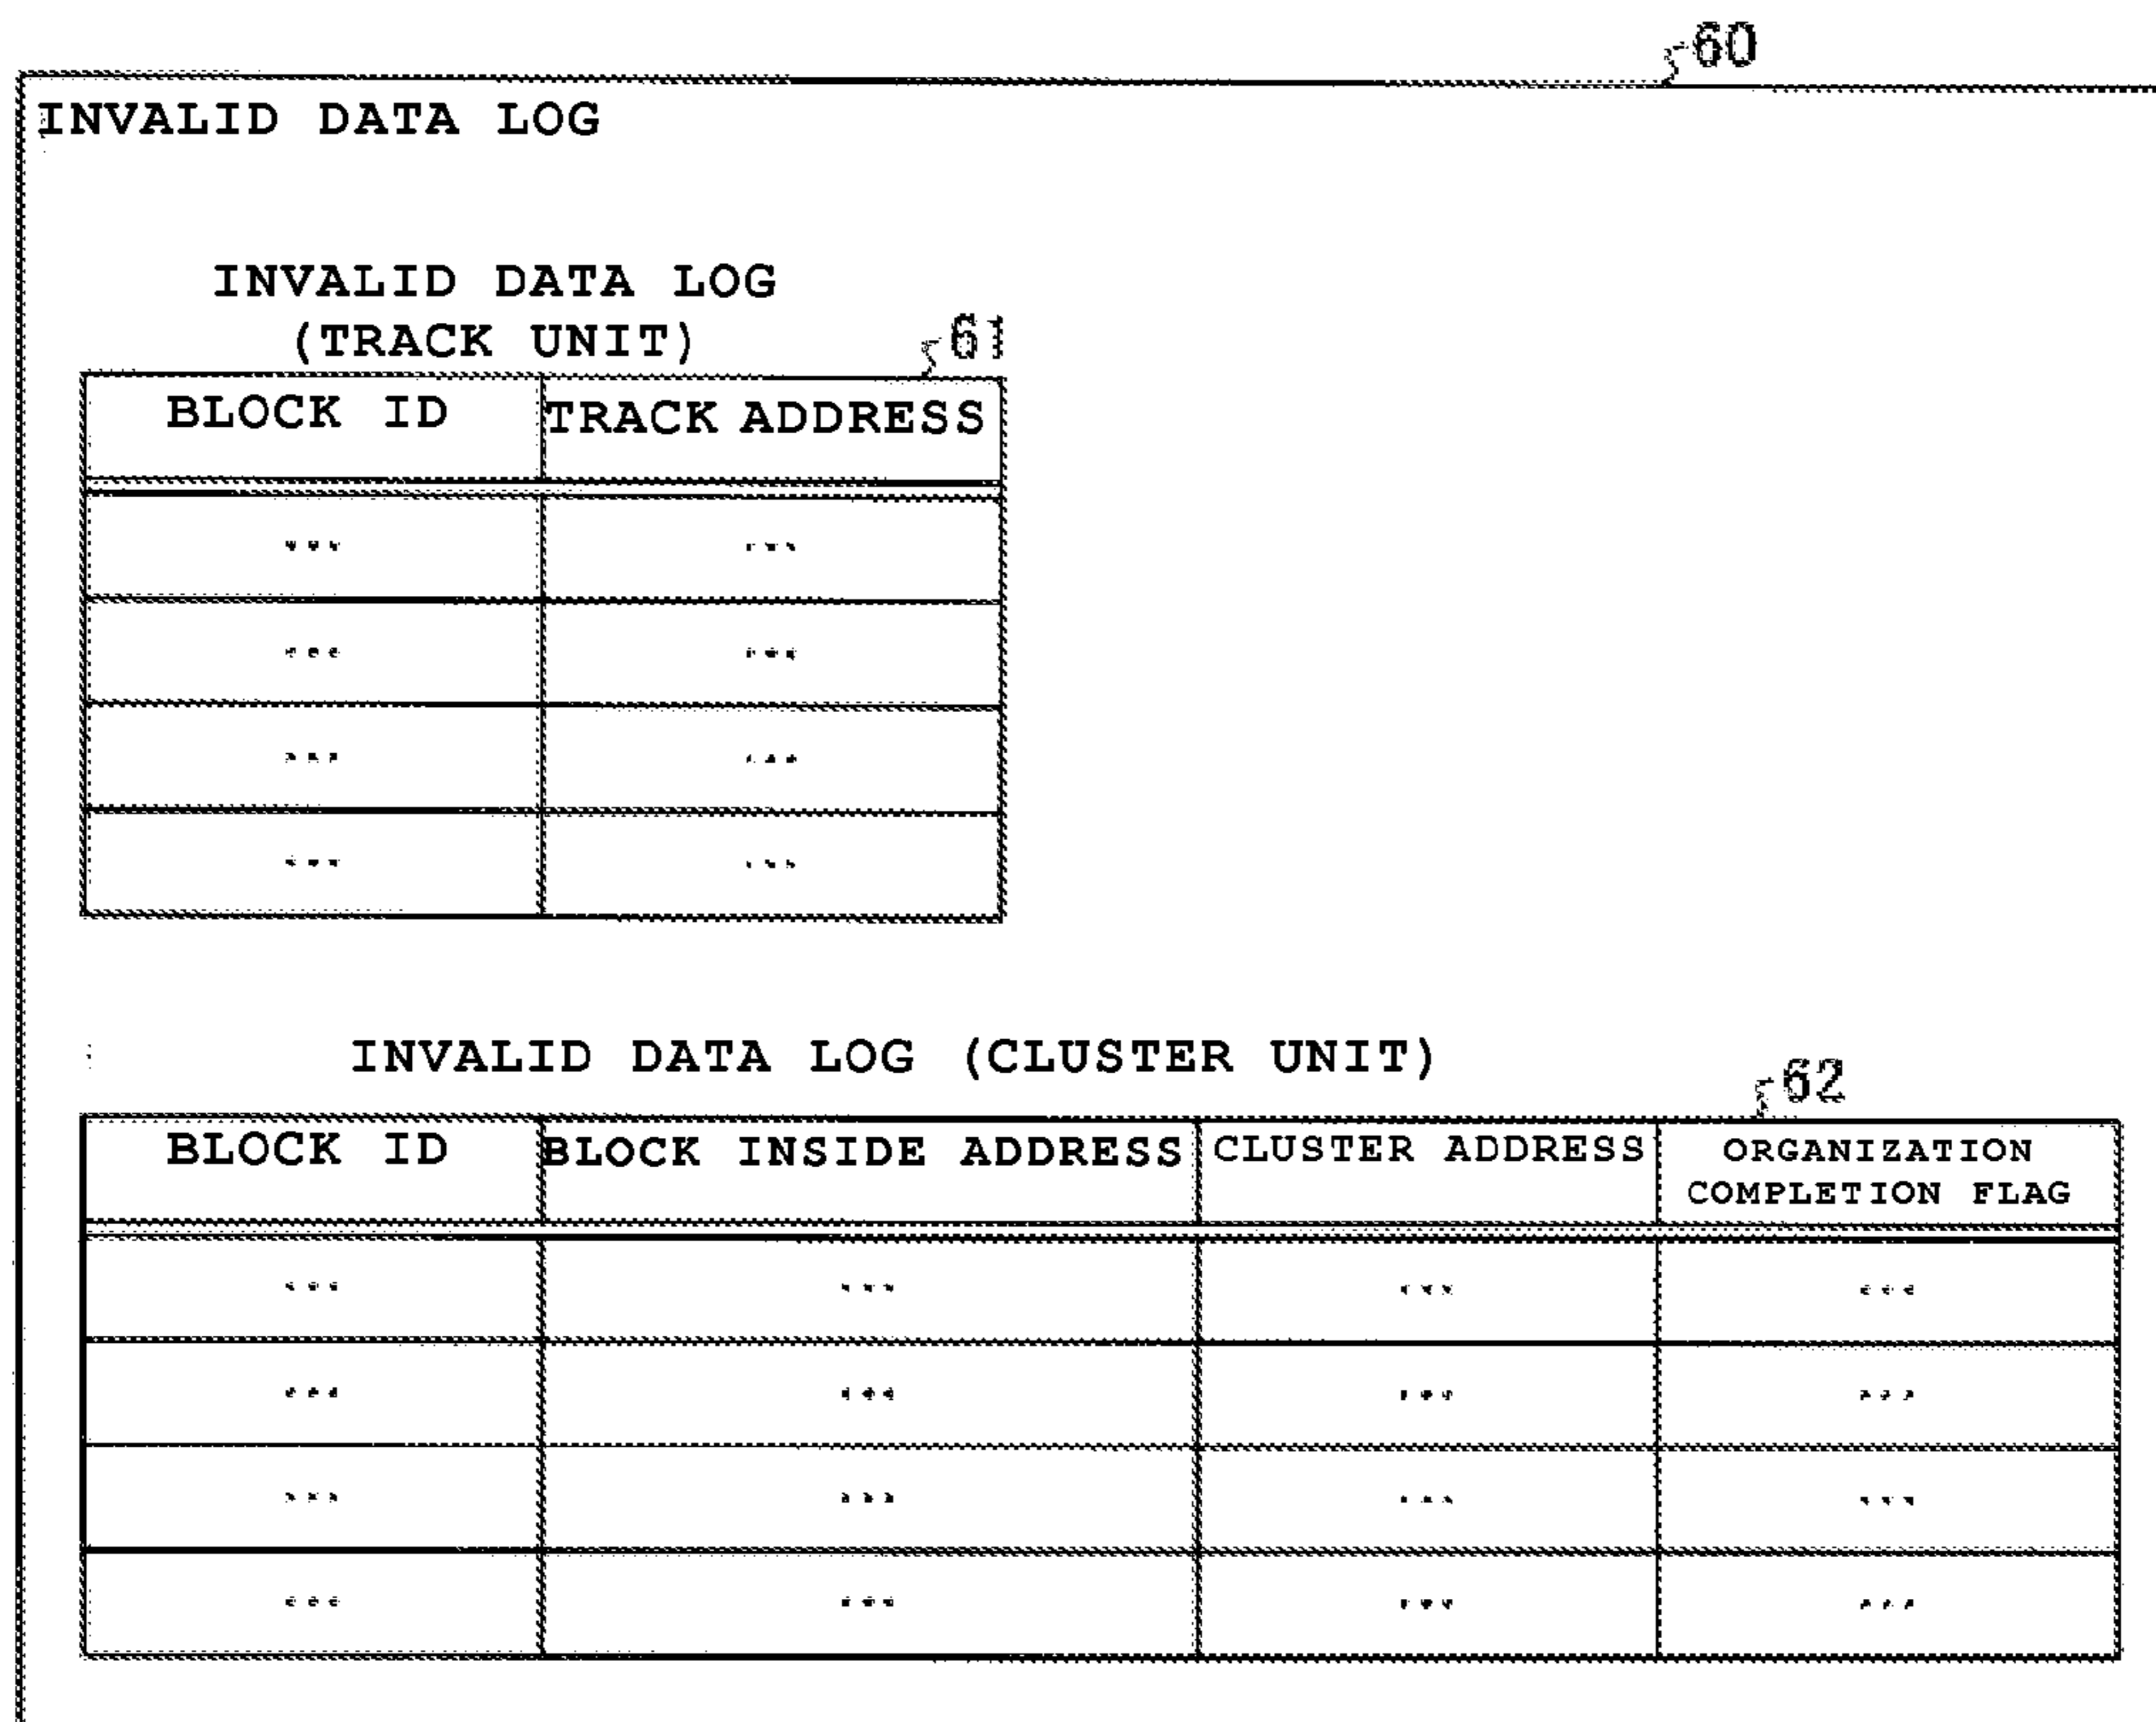 60
INVALID DATA LOG
INVALID DATA LOG
(TRACK UNIT)
61
BLOCK ID TRACK ADDRESS
... ...
... ...
... ...
... ...
INVALID DATA LOG (CLUSTER UNIT)
62
BLOCK ID BLOCK INSIDE ADDRESS CLUSTER ADDRESS ORGANIZATION
COMPLETION FLAG
... ... ... ...
... ... ... ...
... ... ... ...
... ... ... ...